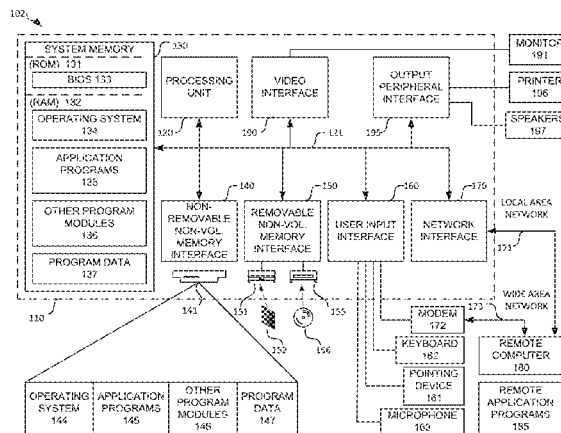 102
SYSTEM MEMORY
130
(ROM) 131
BIOS 133
(RAM) 132
OPERATING SYSTEM
134
APPLICATION PROGRAMS
135
OTHER PROGRAM MODULES
136
PROGRAM DATA
137
110
PROCESSING UNIT
120
VIDEO INTERFACE
190
OUTPUT PERIPHERAL INTERFACE
195
121
MONITOR
191
PRINTER
196
SPEAKERS
197
140
NON-REMOVABLE NON-VOL. MEMORY INTERFACE
150
REMOVABLE NON-VOL. MEMORY INTERFACE
160
USER INPUT INTERFACE
170
NETWORK INTERFACE
LOCAL AREA NETWORK
171
141
151
152
155
156
173
WIDE AREA NETWORK
MODEM
172
KEYBOARD
162
POINTING DEVICE
161
MICROPHONE
163
REMOTE COMPUTER
180
REMOTE APPLICATION PROGRAMS
185
OPERATING SYSTEM
144
APPLICATION PROGRAMS
145
OTHER PROGRAM MODULES
146
PROGRAM DATA
147